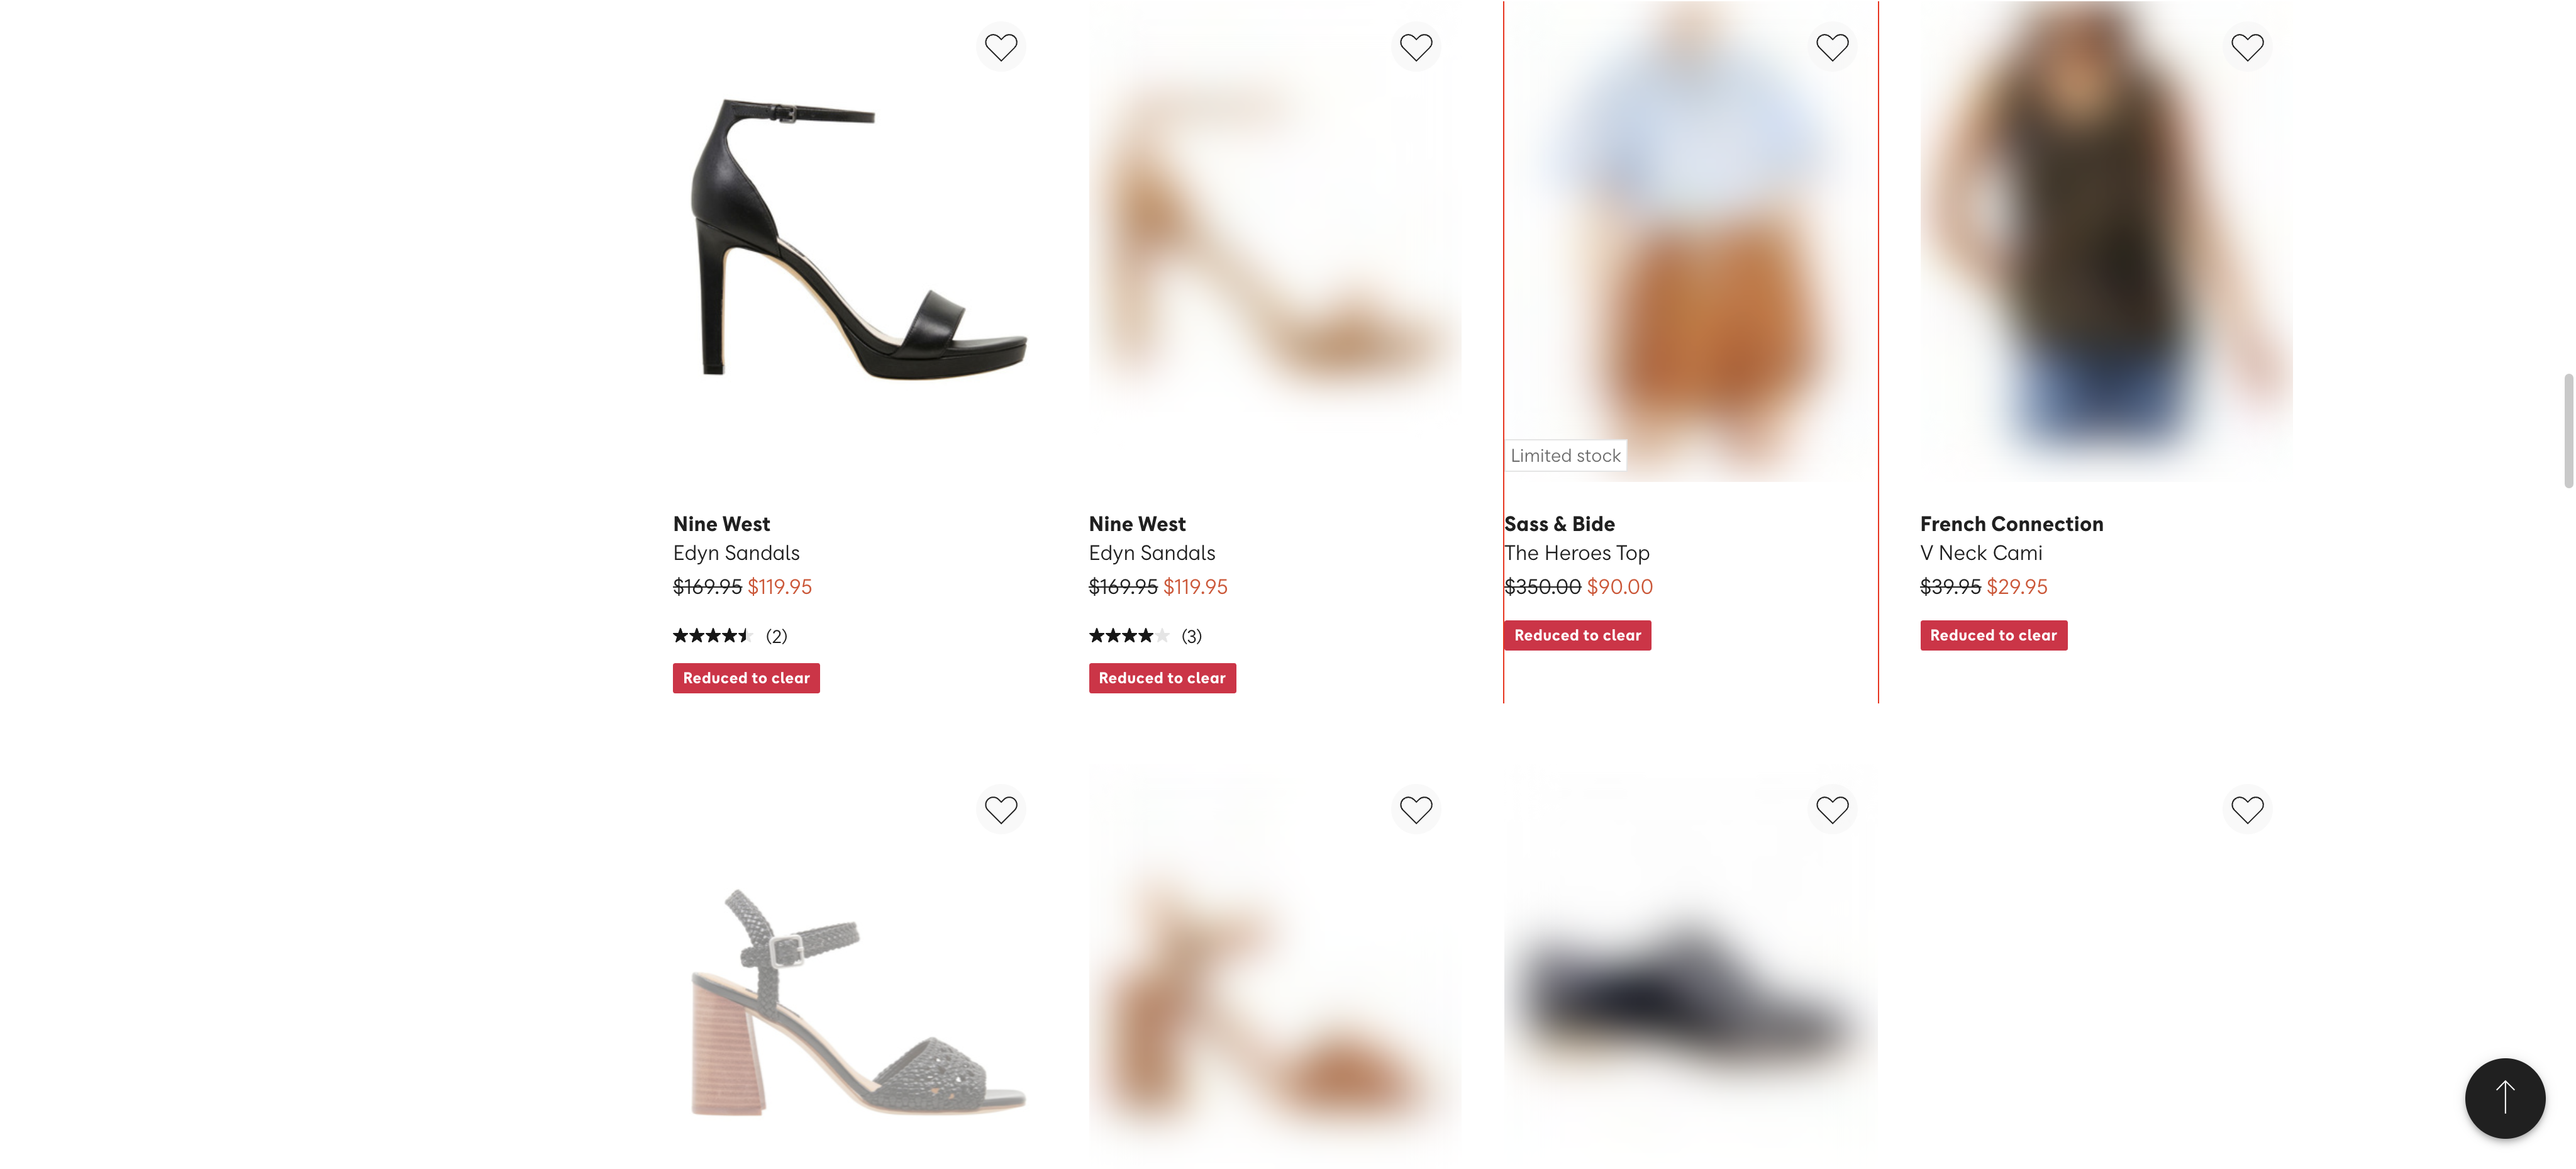 Limited stock
Nine West
Edyn Sandals
$169.95 $119.95
(2)
Reduced to clear
Nine West
Edyn Sandals
$169.95 $119.95
(3)
Reduced to clear
Sass & Bide
The Heroes Top
$350.00 $90.00
Reduced to clear
French Connection
V Neck Cami
$39.95 $29.95
Reduced to clear